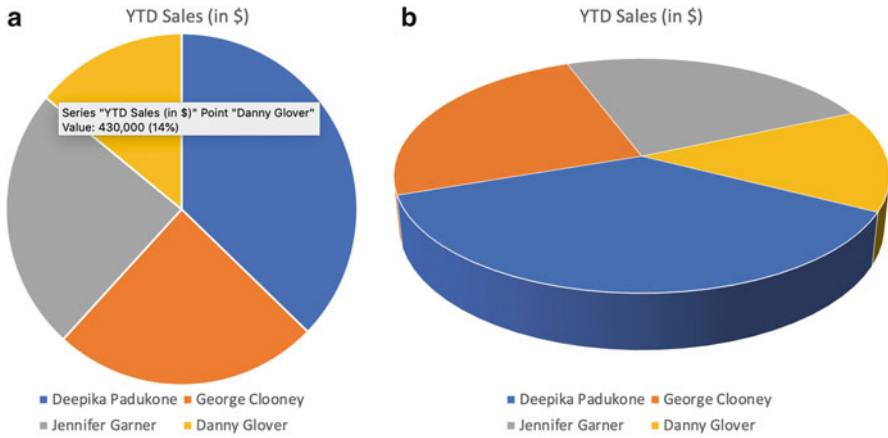 a
YTD Sales (in $)
Series "YTD Sales (in $)" Point "Danny Glover"
Value: 430,000 (14%)
Deepika Padukone George Clooney
Jennifer Garner Danny Glover
b
YTD Sales (in $)
Deepika Padukone George Clooney
Jennifer Garner Danny Glover